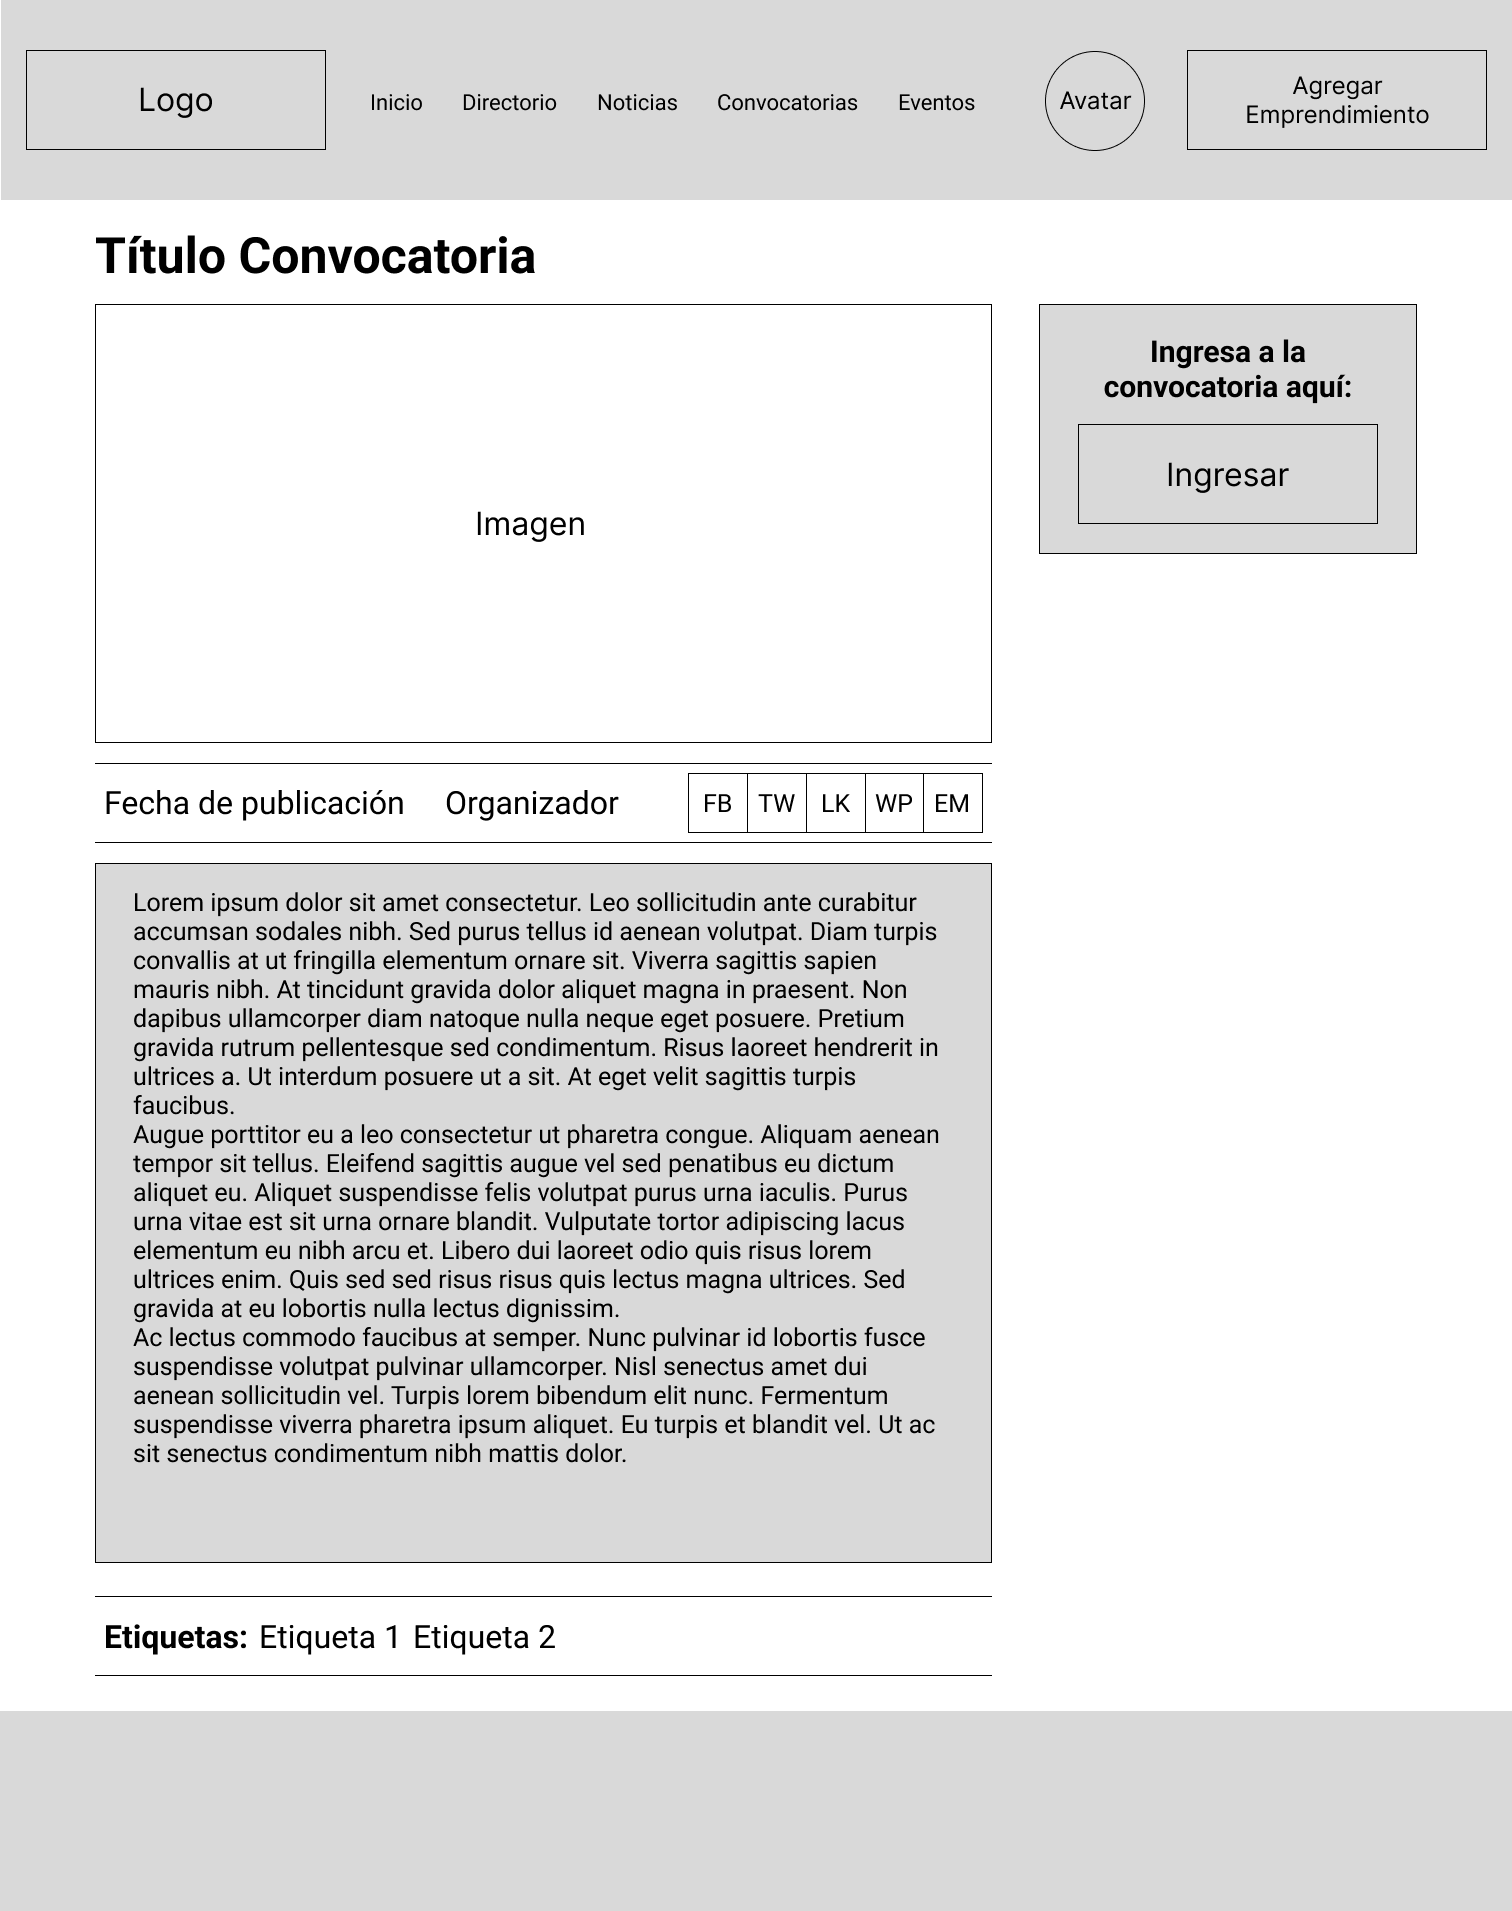 Logo
Inicio Directorio Noticias Convocatorias Eventos
Avatar
Agregar
Emprendimiento
Título Convocatoria
Imagen
Ingresa a la
convocatoria aquí:
Ingresar
Fecha de publicación Organizador FB TW LK WP EM
Lorem ipsum dolor sit amet consectetur. Leo sollicitudin ante curabitur
accumsan sodales nibh. Sed purus tellus id aenean volutpat. Diam turpis
convallis at ut fringilla elementum ornare sit. Viverra sagittis sapien
mauris nibh. At tincidunt gravida dolor aliquet magna in praesent. Non
dapibus ullamcorper diam natoque nulla neque eget posuere. Pretium
gravida rutrum pellentesque sed condimentum. Risus laoreet hendrerit in
ultrices a. Ut interdum posuere ut a sit. At eget velit sagittis turpis
faucibus.
Augue porttitor eu a leo consectetur ut pharetra congue. Aliquam aenean
tempor sit tellus. Eleifend sagittis augue vel sed penatibus eu dictum
aliquet eu. Aliquet suspendisse felis volutpat purus urna iaculis. Purus
urna vitae est sit urna ornare blandit. Vulputate tortor adipiscing lacus
elementum eu nibh arcu et. Libero dui laoreet odio quis risus lorem
ultrices enim. Quis sed sed risus risus quis lectus magna ultrices. Sed
gravida at eu lobortis nulla lectus dignissim.
Ac lectus commodo faucibus at semper. Nunc pulvinar id lobortis fusce
suspendisse volutpat pulvinar ullamcorper. Nisl senectus amet dui
aenean sollicitudin vel. Turpis lorem bibendum elit nunc. Fermentum
suspendisse viverra pharetra ipsum aliquet. Eu turpis et blandit vel. Ut ac
sit senectus condimentum nibh mattis dolor.
Etiquetas: Etiqueta 1 Etiqueta 2